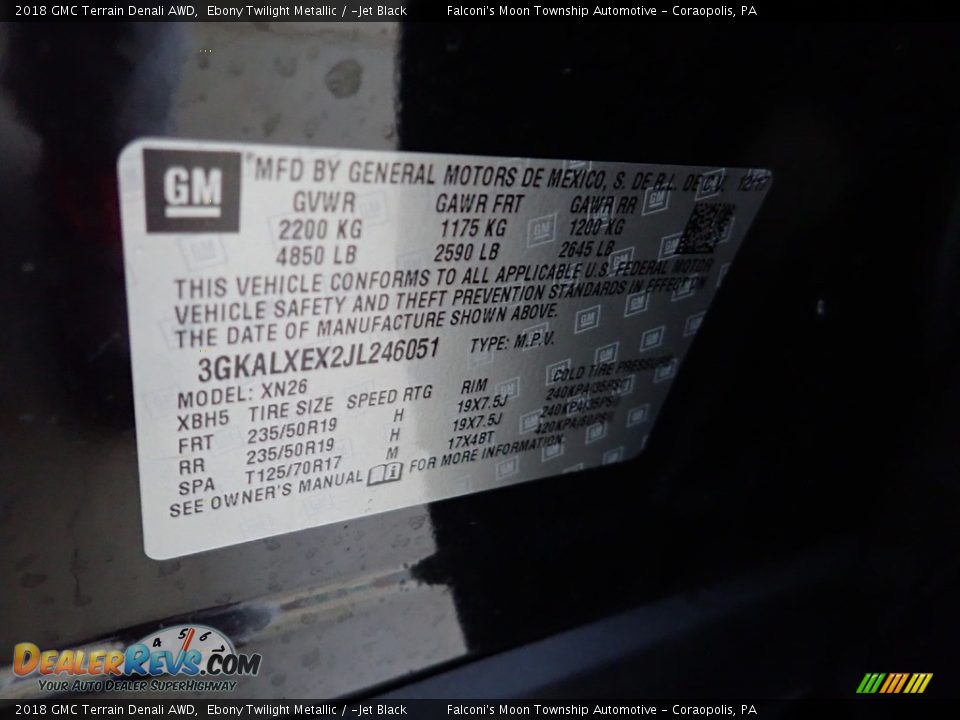 2018 GMC Terrain Denali AWD, Ebony Twilight Metallic / -Jet Black Falconi's Moon Township Automotive - Coraopolis, PA
GM
MFD BY GENERAL MOTORS DE MEXICO, S. DE R.L. DE C.V. 12/17
GVWR GAWR FRT GAWR RR
2200 KG 1175 KG 1200 KG
4850 LB 2590 LB 2645 LB
THIS VEHICLE CONFORMS TO ALL APPLICABLE U.S. FEDERAL MOTOR
VEHICLE SAFETY AND THEFT PREVENTION STANDARDS IN EFFECT ON
THE DATE OF MANUFACTURE SHOWN ABOVE.
3GKALXEX2JL246051 TYPE: M.P.V.
MODEL: XN26
XBH5 TIRE SIZE SPEED RTG RIM COLD TIRE PRESSURE
FRT 235/50R19 H 19X7.5J 240KPA(35PSI)
RR 235/50R19 H 19X7.5J 240KPA(35PSI)
SPA T125/70R17 M 17X4BT 420KPA(60PSI)
SEE OWNER'S MANUAL FOR MORE INFORMATION.
4 5 6
DEALERREVS.COM
YOUR AUTO DEALER SUPERHIGHWAY
2018 GMC Terrain Denali AWD, Ebony Twilight Metallic / -Jet Black Falconi's Moon Township Automotive - Coraopolis, PA